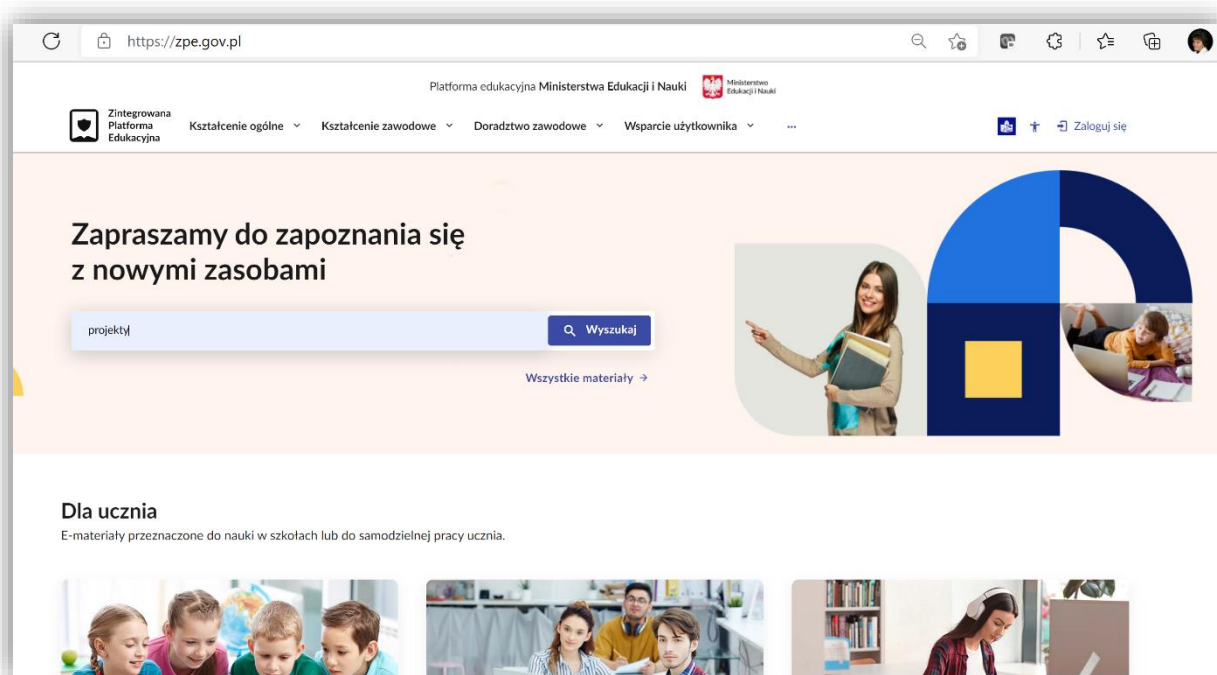 https://zpe.gov.pl
Platforma edukacyjna Ministerstwa Edukacji i Nauki
Ministerstwo
Edukacji i Nauki
Zintegrowana
Platforma
Edukacyjna
Kształcenie ogólne
Kształcenie zawodowe
Doradztwo zawodowe
Wsparcie użytkownika
...
Zaloguj się
Zapraszamy do zapoznania się
z nowymi zasobami
projekty
Wyszukaj
Wszystkie materiały →
Dla ucznia
E-materiały przeznaczone do nauki w szkołach lub do samodzielnej pracy ucznia.